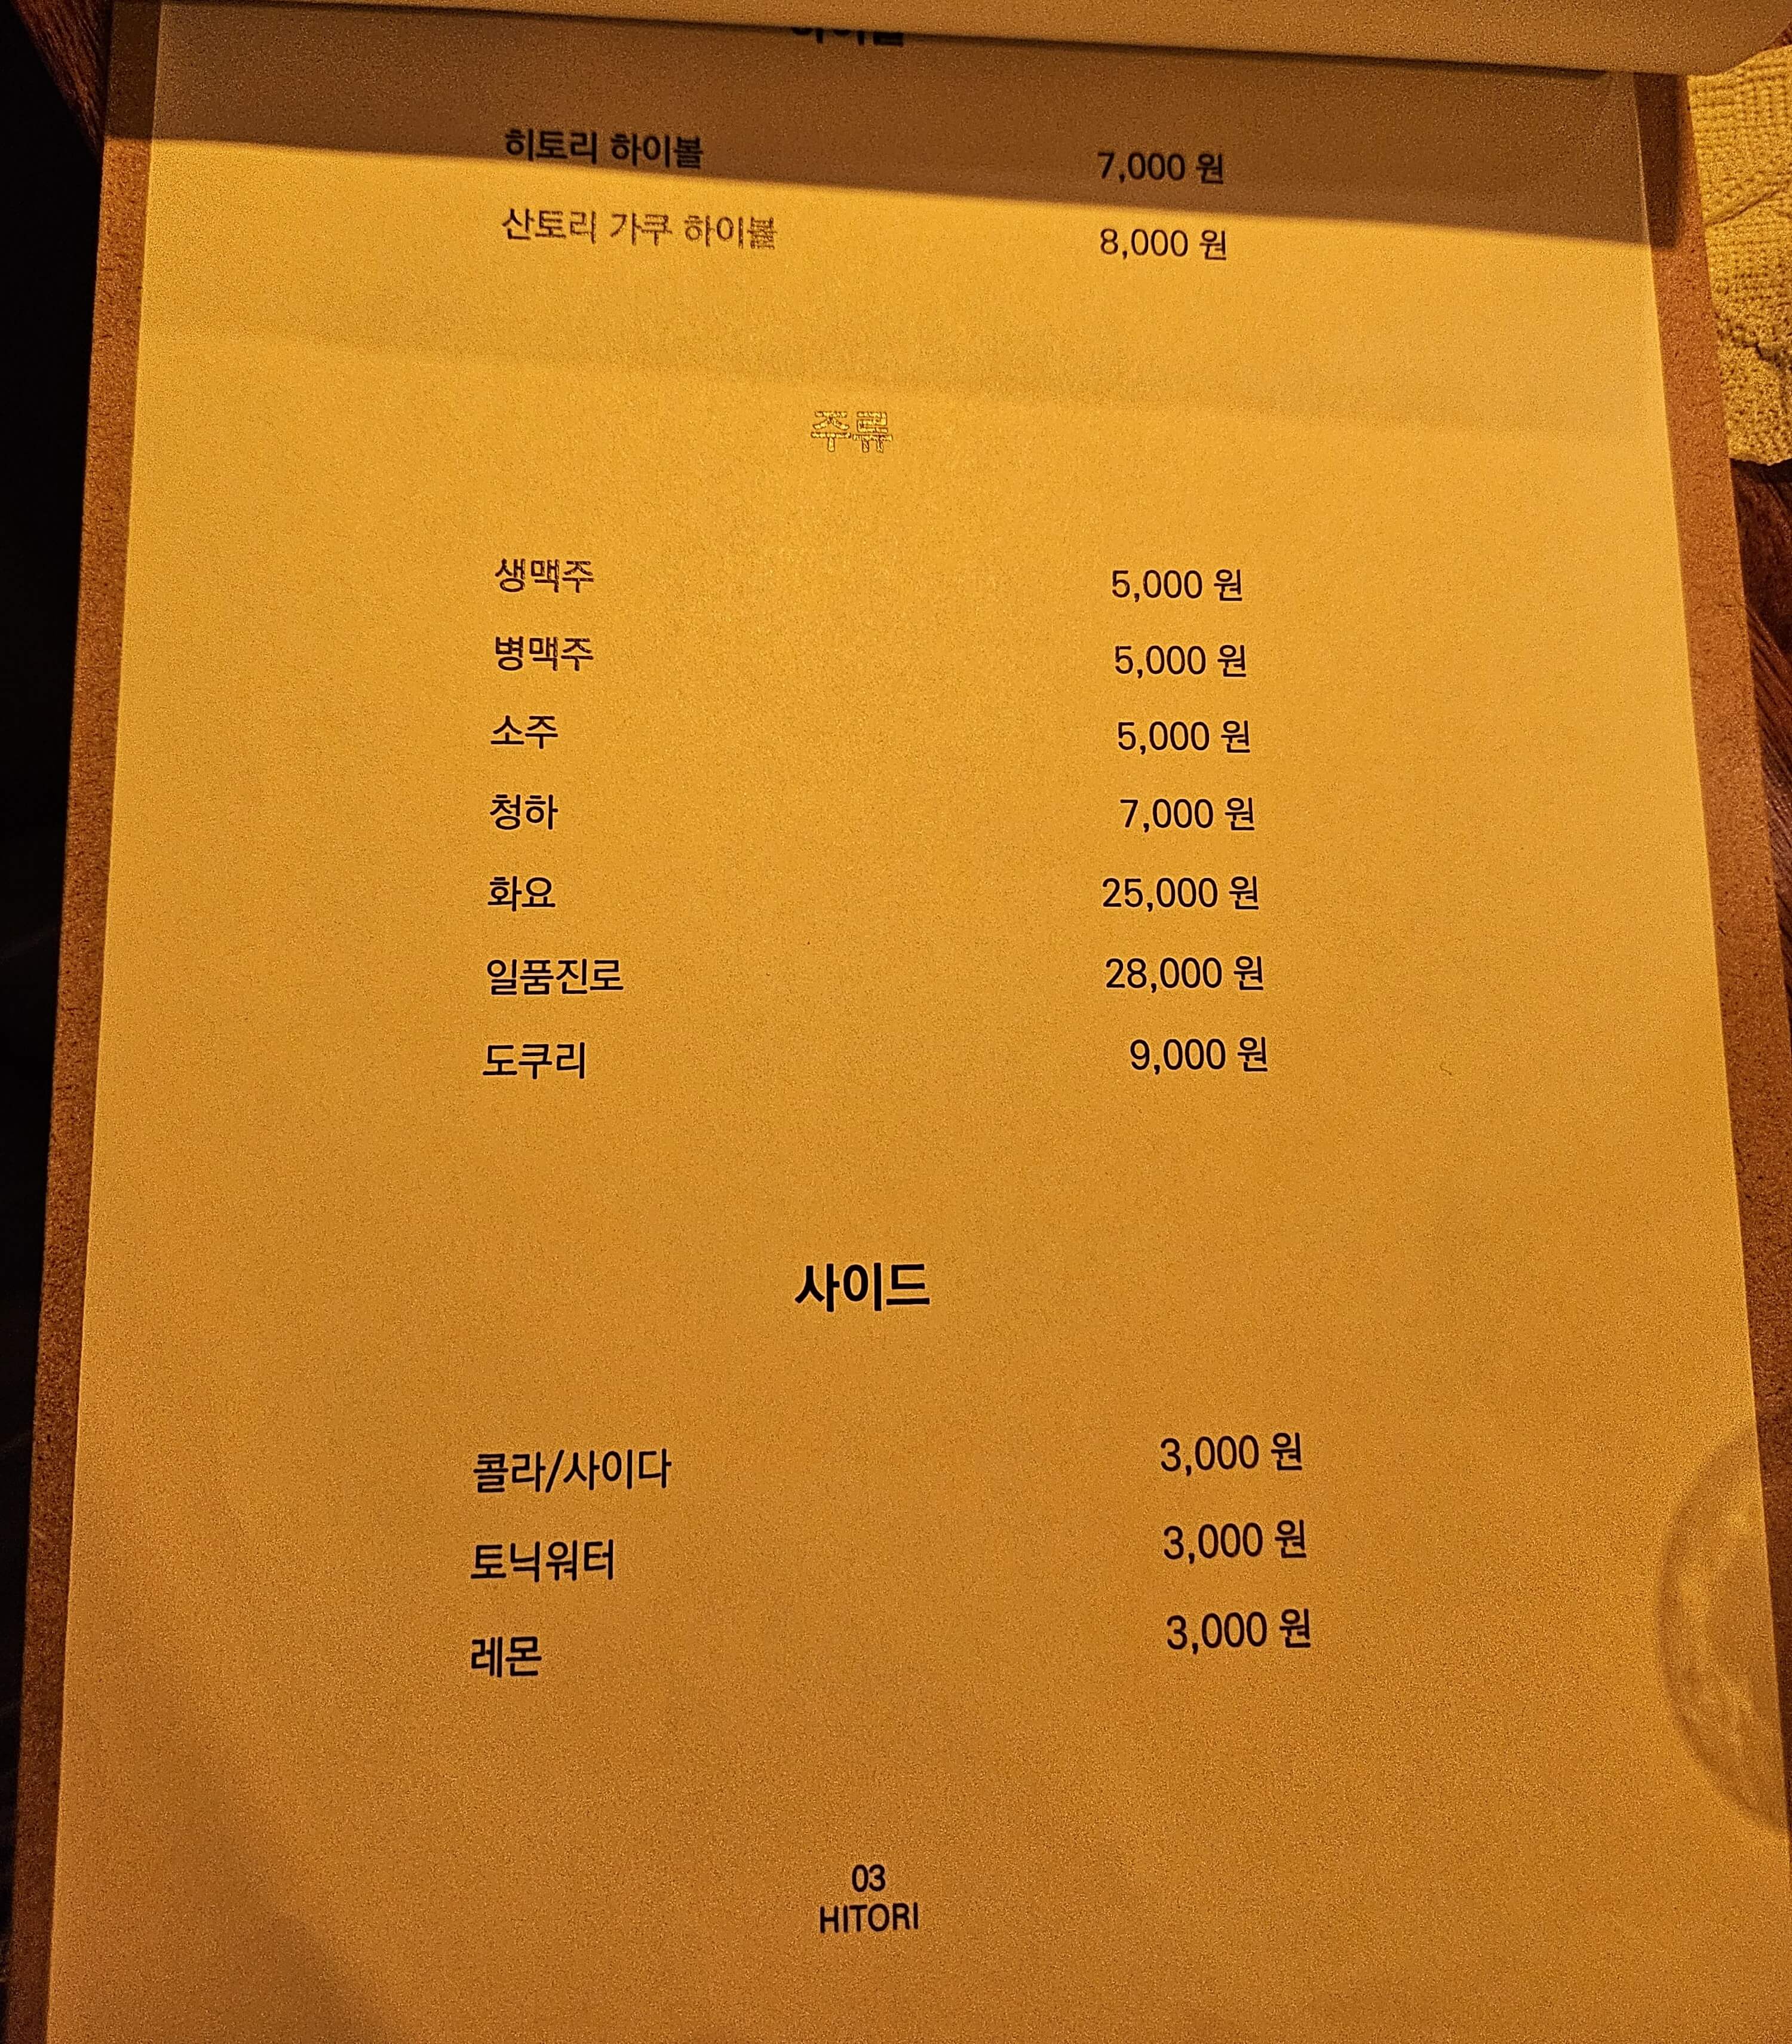 하이볼
히토리 하이볼 7,000 원
산토리 가쿠 하이볼 8,000 원
주류
생맥주 5,000 원
병맥주 5,000 원
소주 5,000 원
청하 7,000 원
화요 25,000 원
일품진로 28,000 원
도쿠리 9,000 원
사이드
콜라/사이다 3,000 원
토닉워터 3,000 원
레몬 3,000 원
03
HITORI